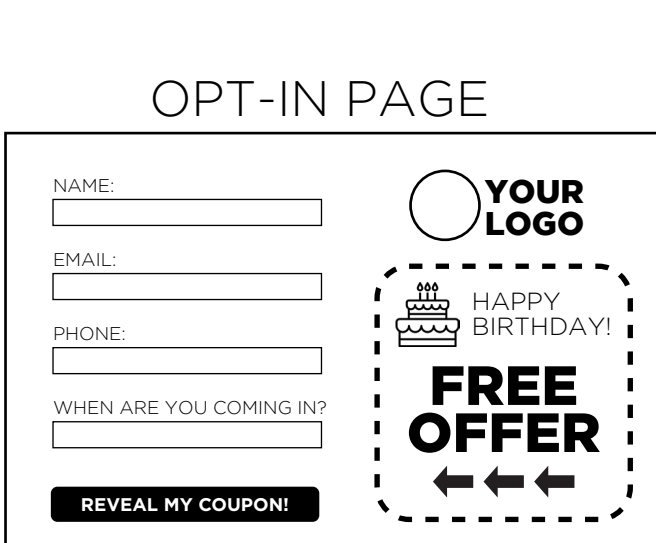 OPT-IN PAGE
NAME:
EMAIL:
PHONE:
WHEN ARE YOU COMING IN?
REVEAL MY COUPON!
YOUR
LOGO
HAPPY
BIRTHDAY!
FREE
OFFER